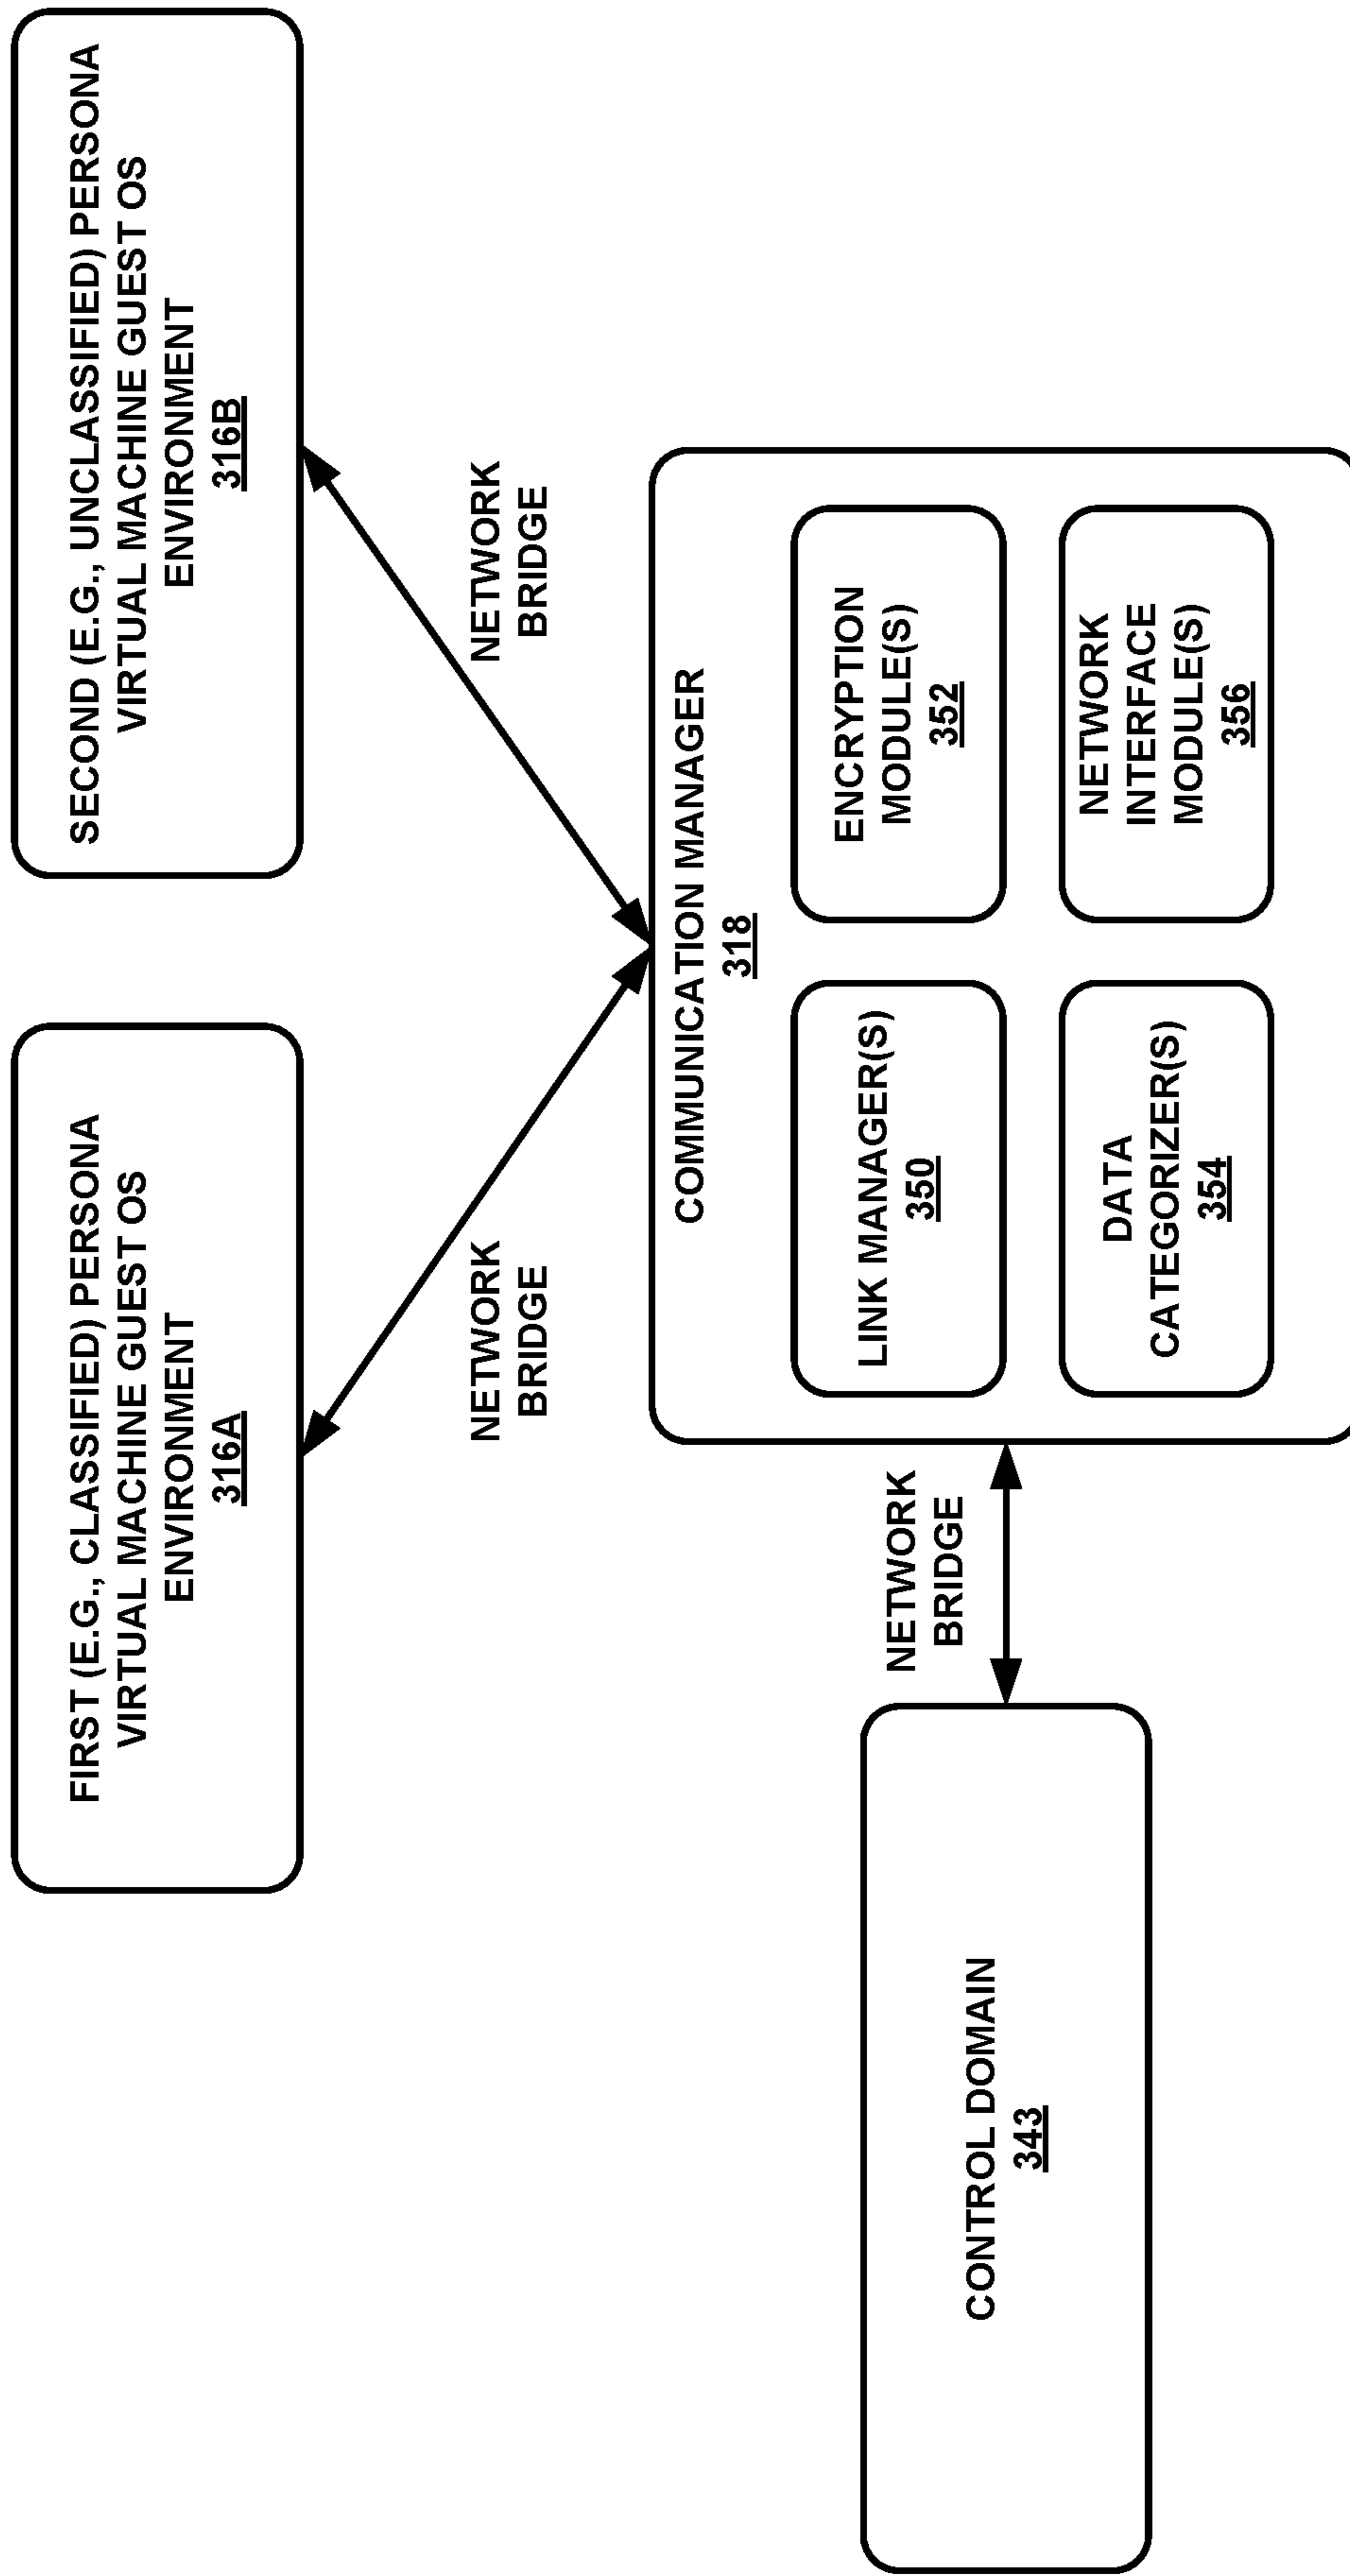 FIRST (E.G., CLASSIFIED) PERSONA
VIRTUAL MACHINE GUEST OS
ENVIRONMENT
316A
SECOND (E.G., UNCLASSIFIED) PERSONA
VIRTUAL MACHINE GUEST OS
ENVIRONMENT
316B
NETWORK
BRIDGE
NETWORK
BRIDGE
COMMUNICATION MANAGER
318
LINK MANAGER(S)
350
ENCRYPTION
MODULE(S)
352
DATA
CATEGORIZER(S)
354
NETWORK
INTERFACE
MODULE(S)
356
NETWORK
BRIDGE
CONTROL DOMAIN
343